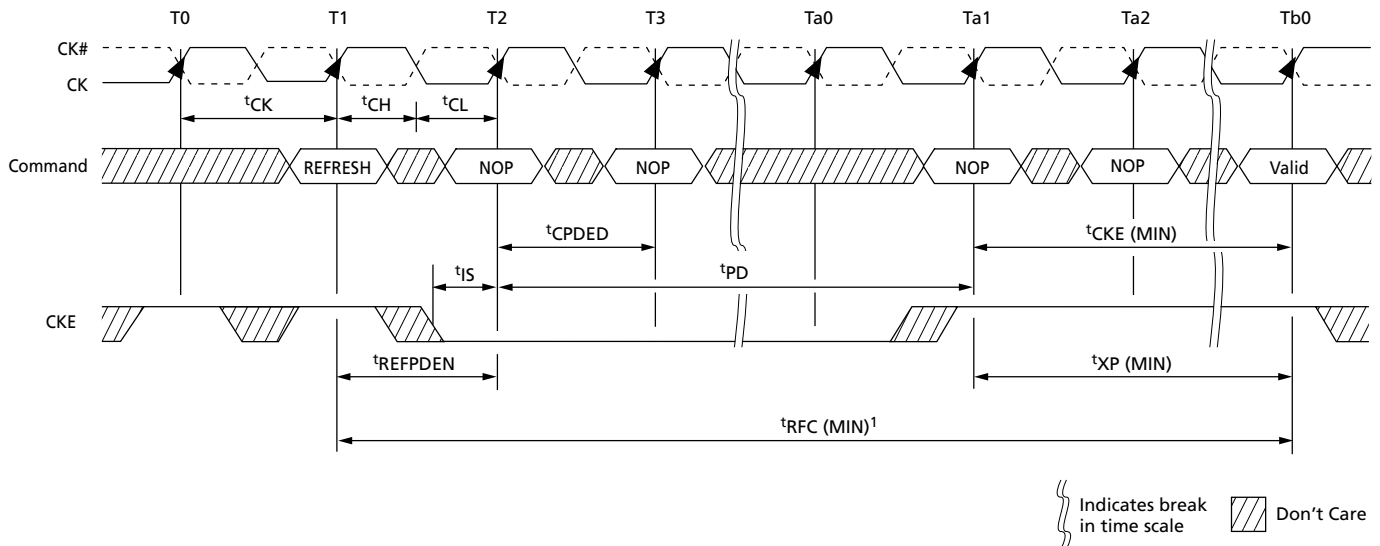 T0 T1 T2 T3 Ta0 Ta1 Ta2 Tb0
CK#
CK
tCK tCH tCL
Command REFRESH NOP NOP NOP NOP Valid
tCPDED tCKE (MIN)
tIS tPD
CKE
tREFPDEN tXP (MIN)
tRFC (MIN)1
Indicates break
in time scale
Don't Care